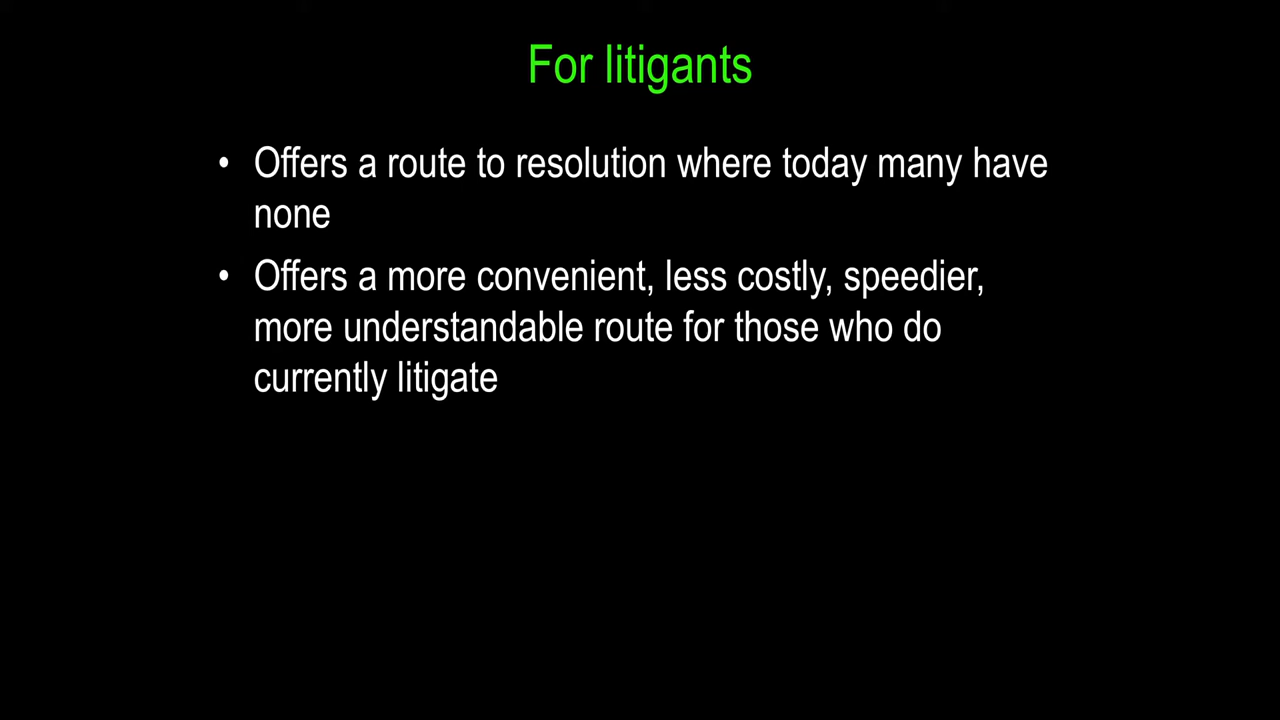 For litigants
• Offers a route to resolution where today many have
none
• Offers a more convenient, less costly, speedier,
more understandable route for those who do
currently litigate